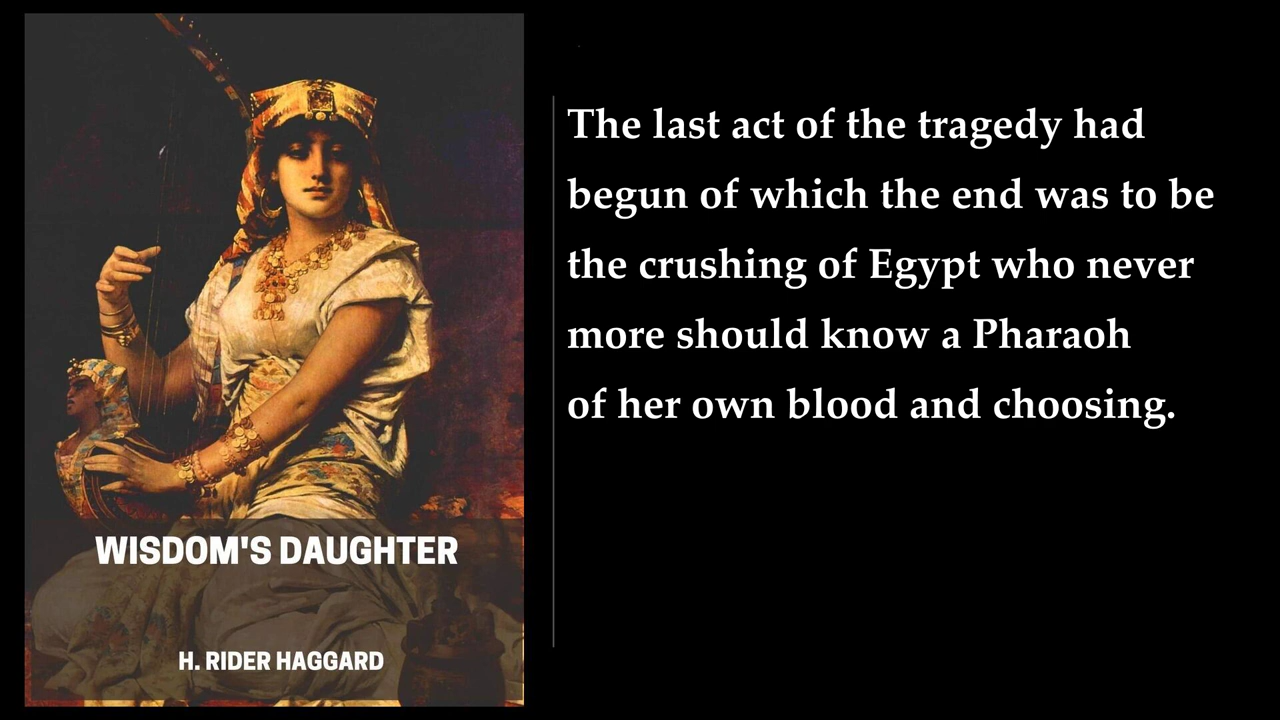 WISDOM'S DAUGHTER
H. RIDER HAGGARD
The last act of the tragedy had
begun of which the end was to be
the crushing of Egypt who never
more should know a Pharaoh
of her own blood and choosing.